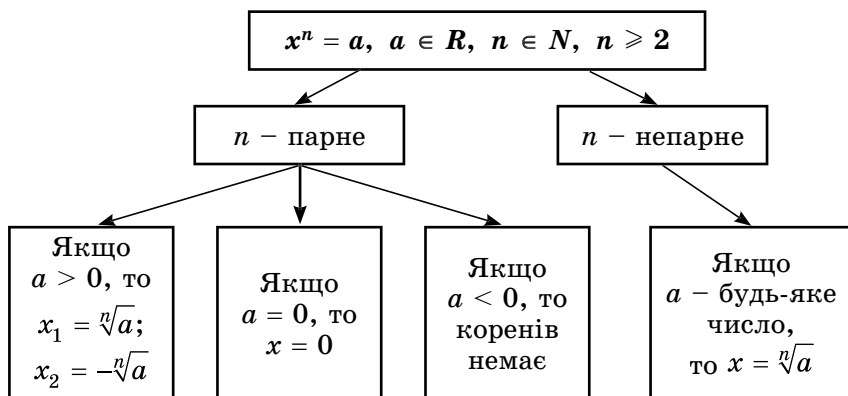 xⁿ = a, a ∈ R, n ∈ N, n ⩾ 2
n – парне
n – непарне
Якщо
a > 0, то
x₁ = ⁿ√a;
x₂ = –ⁿ√a
Якщо
a = 0, то
x = 0
Якщо
a < 0, то
коренів
немає
Якщо
a – будь-яке
число,
то x = ⁿ√a